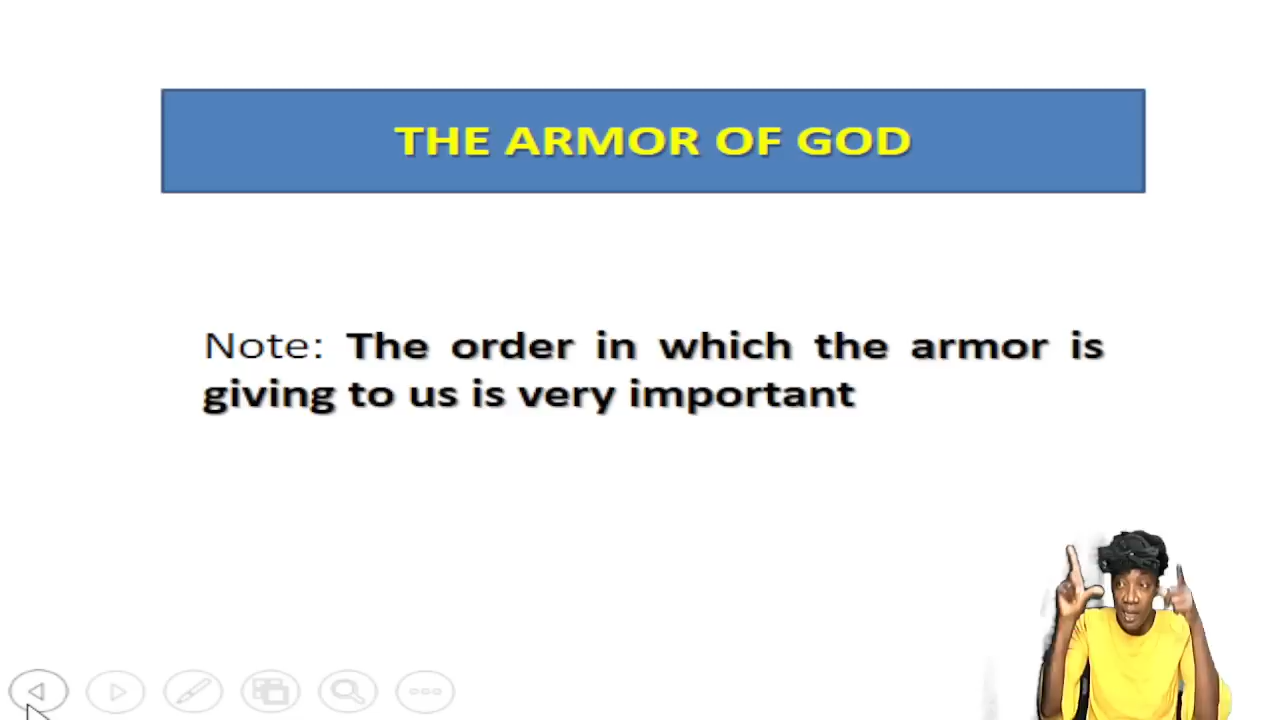 THE ARMOR OF GOD
Note: The order in which the armor is
giving to us is very important